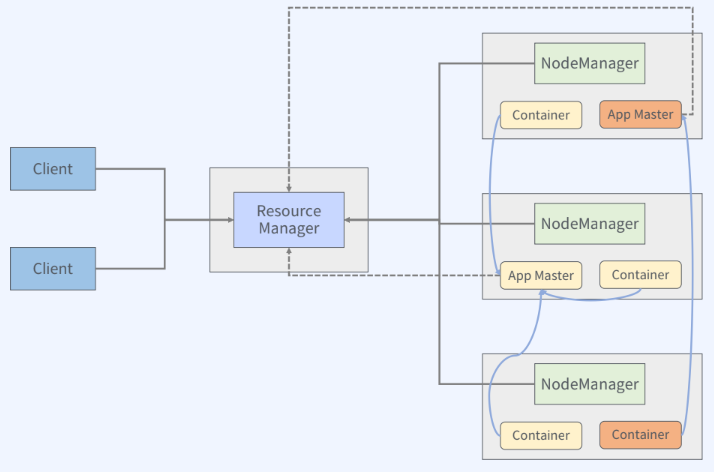 NodeManager
Container
App Master
Client
Resource
Manager
NodeManager
Client
App Master
Container
NodeManager
Container
Container